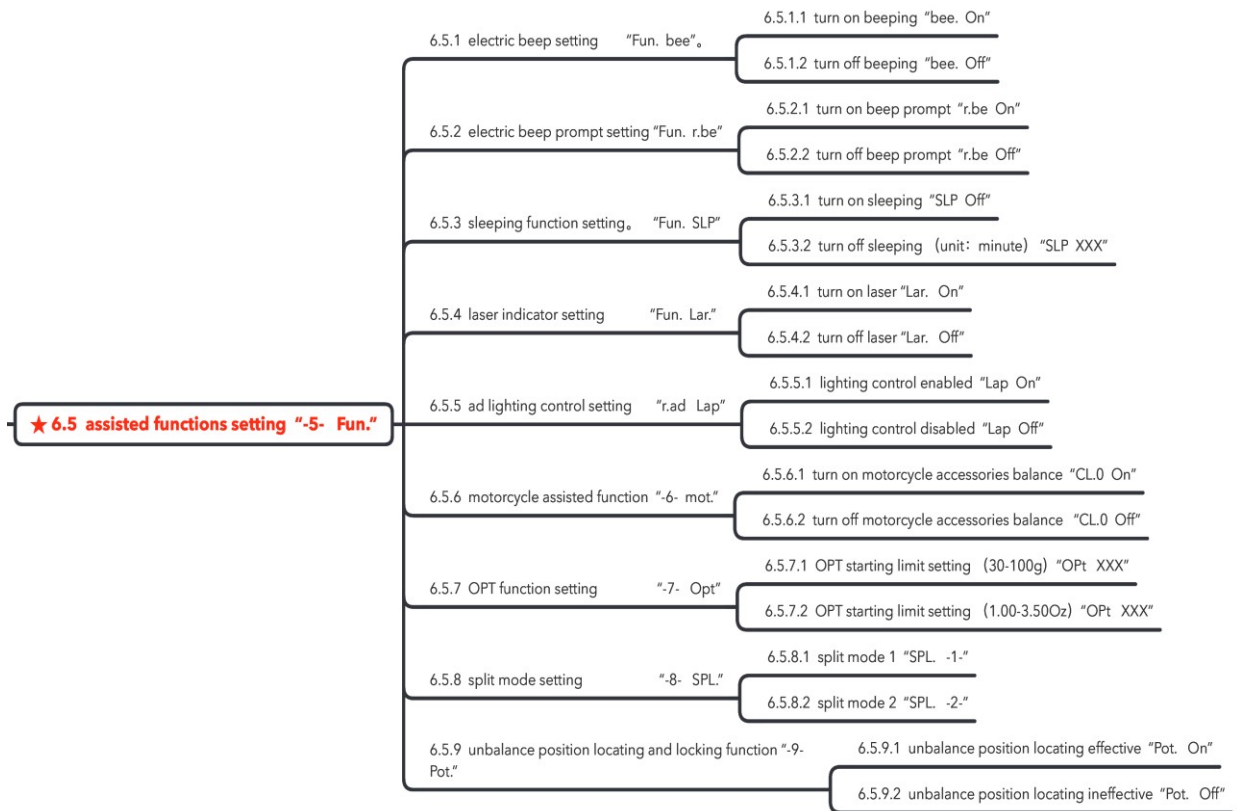 ★ 6.5 assisted functions setting “-5- Fun.”
6.5.1 electric beep setting “Fun. bee”。
6.5.1.1 turn on beeping “bee. On”
6.5.1.2 turn off beeping “bee. Off”
6.5.2 electric beep prompt setting “Fun. r.be”
6.5.2.1 turn on beep prompt “r.be On”
6.5.2.2 turn off beep prompt “r.be Off”
6.5.3 sleeping function setting。 “Fun. SLP”
6.5.3.1 turn on sleeping “SLP Off”
6.5.3.2 turn off sleeping （unit：minute） “SLP XXX”
6.5.4 laser indicator setting “Fun. Lar.”
6.5.4.1 turn on laser “Lar. On”
6.5.4.2 turn off laser “Lar. Off”
6.5.5 ad lighting control setting “r.ad Lap”
6.5.5.1 lighting control enabled “Lap On”
6.5.5.2 lighting control disabled “Lap Off”
6.5.6 motorcycle assisted function “-6- mot.”
6.5.6.1 turn on motorcycle accessories balance “CL.0 On”
6.5.6.2 turn off motorcycle accessories balance “CL.0 Off”
6.5.7 OPT function setting “-7- Opt”
6.5.7.1 OPT starting limit setting （30-100g） “OPt XXX”
6.5.7.2 OPT starting limit setting （1.00-3.50Oz） “OPt XXX”
6.5.8 split mode setting “-8- SPL.”
6.5.8.1 split mode 1 “SPL. -1-”
6.5.8.2 split mode 2 “SPL. -2-”
6.5.9 unbalance position locating and locking function “-9-
Pot.”
6.5.9.1 unbalance position locating effective “Pot. On”
6.5.9.2 unbalance position locating ineffective “Pot. Off”